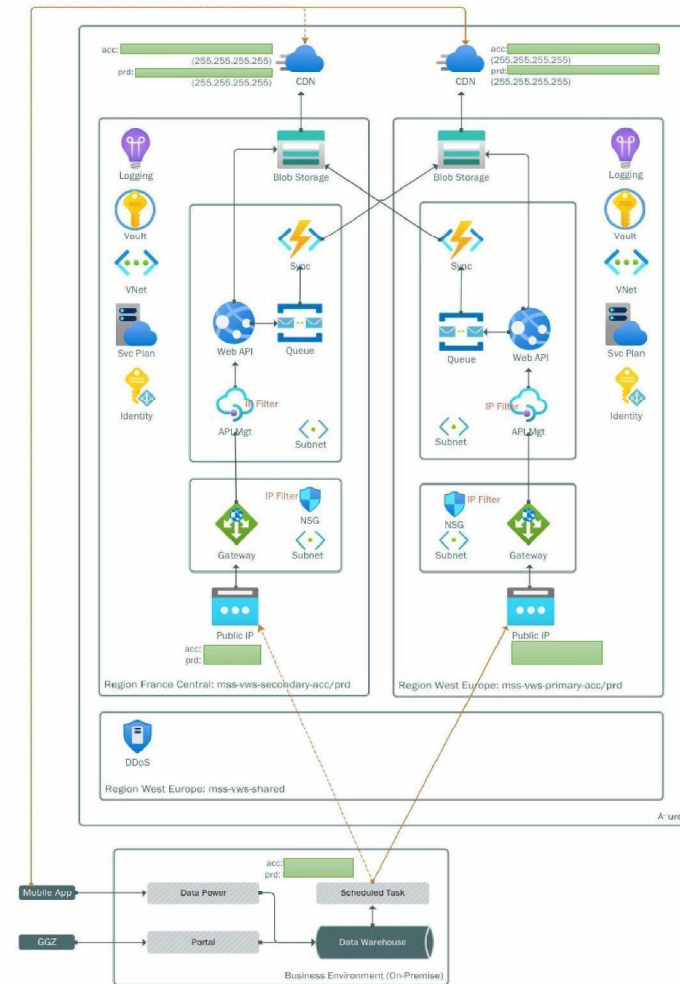 acc:
(255.255.255.255)
prd:
(255.255.255.255)
CDN
CDN
acc:
(255.255.255.255)
prd:
(255.255.255.255)
Logging
Vault
VNet
Svc Plan
Identity
Blob Storage
Sync
Web API
Queue
IP Filter
API Mgt
Subnet
IP Filter
NSG
Gateway
Subnet
Public IP
acc:
prd:
Region France Central: mss-vws-secondary-acc/prd
Blob Storage
Sync
Queue
Web API
IP Filter
API Mgt
Subnet
IP Filter
NSG
Subnet
Gateway
Public IP
Logging
Vault
VNet
Svc Plan
Identity
Region West Europe: mss-vws-primary-acc/prd
DDoS
Region West Europe: mss-vws-shared
acc:
prd:
Mobile App
Data Power
Scheduled Task
GGZ
Portal
Data Warehouse
Business Environment (On-Premise)